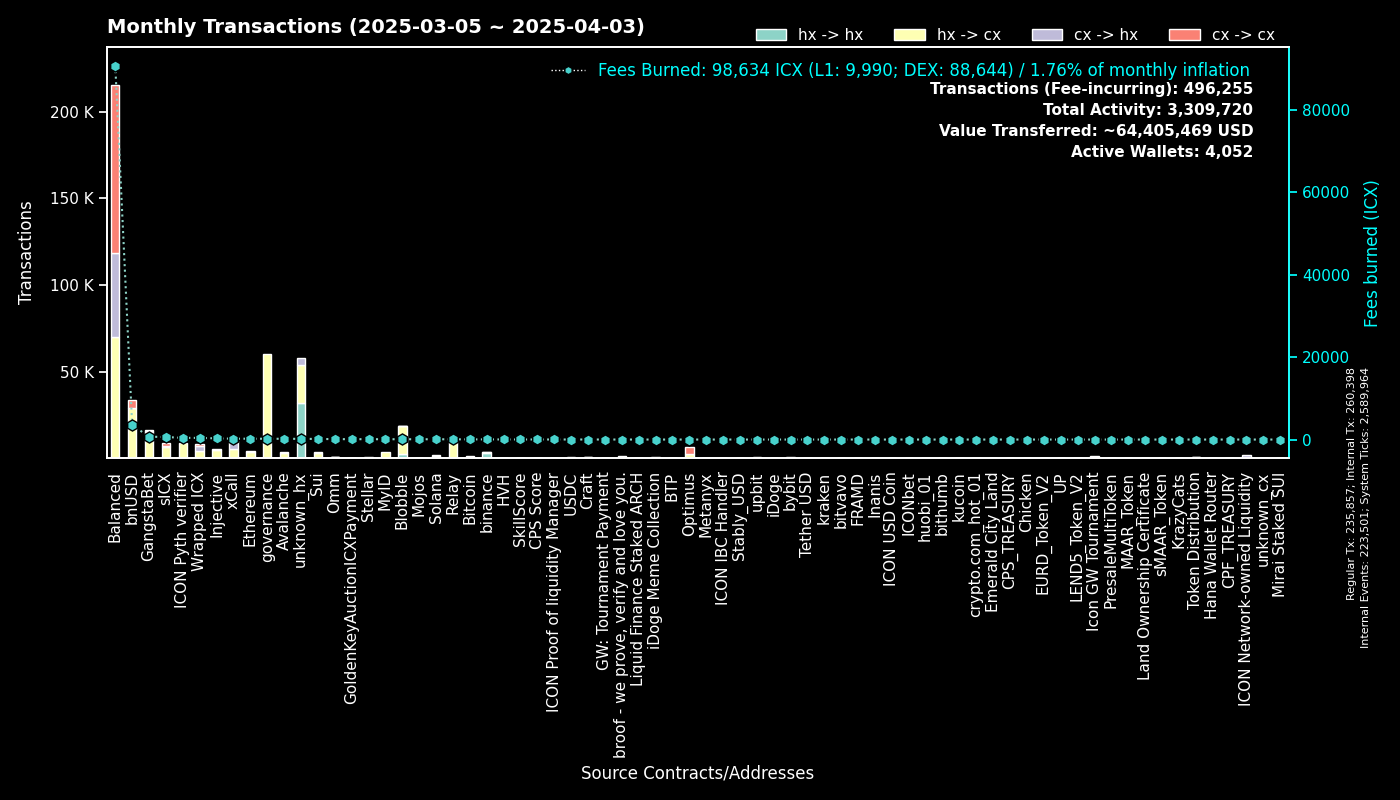 Monthly Transactions (2025-03-05 ~ 2025-04-03)
hx -> hx
hx -> cx
cx -> hx
cx -> cx
Fees Burned: 98,634 ICX (L1: 9,990; DEX: 88,644) / 1.76% of monthly inflation
Transactions (Fee-incurring): 496,255
Total Activity: 3,309,720
Value Transferred: ~64,405,469 USD
Active Wallets: 4,052
Transactions
200 K
150 K
100 K
50 K
80000
60000
40000
20000
0
Fees burned (ICX)
Regular Tx: 235,857; Internal Tx: 260,398
Internal Events: 223,501; System Ticks: 2,589,964
Balanced
bnUSD
GangstaBet
sICX
ICON Pyth verifier
Wrapped ICX
Injective
xCall
Ethereum
governance
Avalanche
unknown_hx
Sui
Omm
GoldenKeyAuctionICXPayment
Stellar
MyID
Blobble
Mojos
Solana
Relay
Bitcoin
binance
HVH
SkillScore
CPS Score
ICON Proof of liquidity Manager
USDC
Craft
GW: Tournament Payment
broof - we prove, verify and love you.
Liquid Finance Staked ARCH
iDoge Meme Collection
BTP
Optimus
Metanyx
ICON IBC Handler
Stably_USD
upbit
iDoge
bybit
Tether USD
kraken
bitvavo
FRAMD
Inanis
ICON USD Coin
ICONbet
huobi_01
bithumb
kucoin
crypto.com_hot_01
Emerald City Land
CPS_TREASURY
Chicken
EURD_Token_V2
UP
LEND5_Token_V2
Icon GW Tournament
PresaleMultiToken
MAAR_Token
Land Ownership Certificate
sMAAR_Token
KrazyCats
Token Distribution
Hana Wallet Router
CPF_TREASURY
ICON Network-owned Liquidity
unknown_cx
Mirai Staked SUI
Source Contracts/Addresses